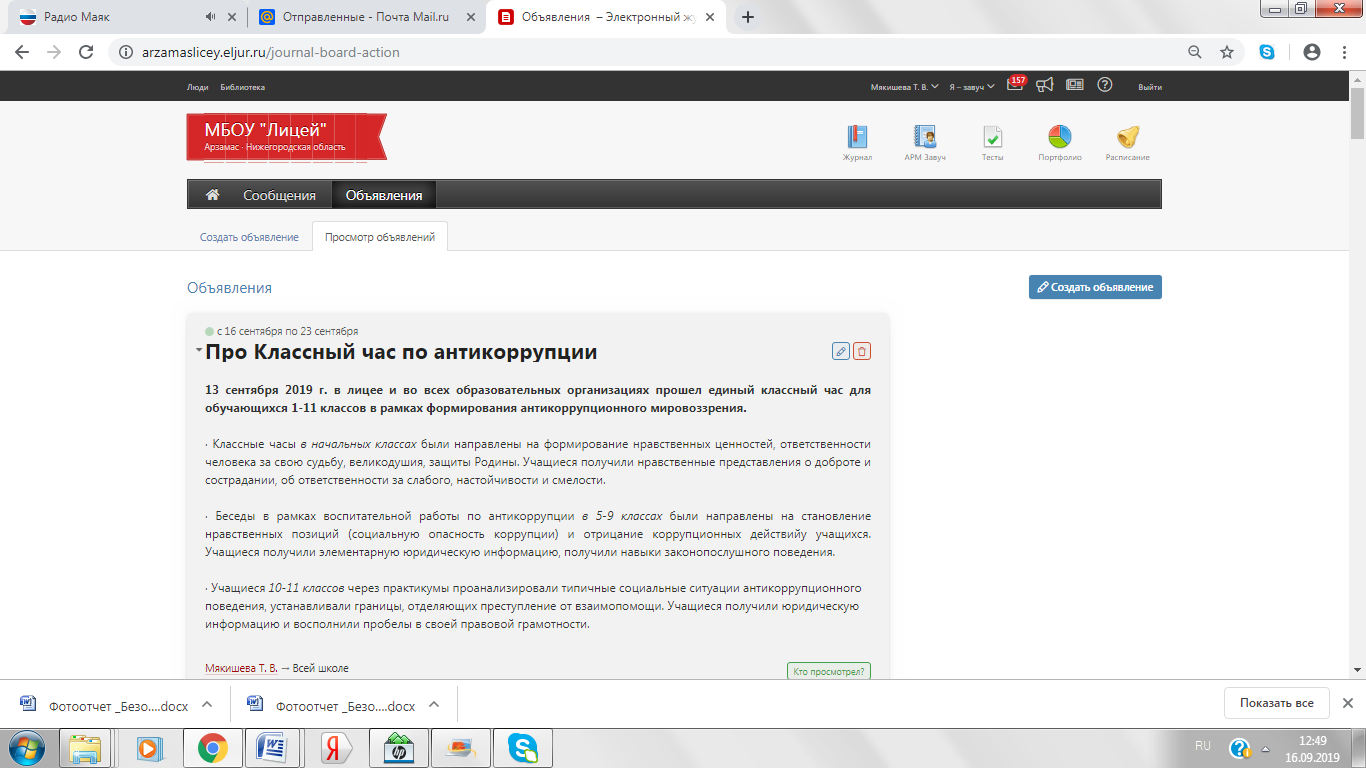 Радио Маяк
Отправленные - Почта Mail.ru
Объявления – Электронный жу
arzamaslicey.eljur.ru/journal-board-action
Люди Библиотека Мякишева Т. В. Я – завуч 157 Выйти
МБОУ "Лицей"
Арзамас - Нижегородская область
Журнал АРМ Завуч Тесты Портфолио Расписание
Сообщения Объявления
Создать объявление Просмотр объявлений
Объявления Создать объявление
с 16 сентября по 23 сентября
Про Классный час по антикоррупции
13 сентября 2019 г. в лицее и во всех образовательных организациях прошел единый классный час для
обучающихся 1-11 классов в рамках формирования антикоррупционного мировоззрения.
· Классные часы в начальных классах были направлены на формирование нравственных ценностей, ответственности
человека за свою судьбу, великодушия, защиты Родины. Учащиеся получили нравственные представления о доброте и
сострадании, об ответственности за слабого, настойчивости и смелости.
· Беседы в рамках воспитательной работы по антикоррупции в 5-9 классах были направлены на становление
нравственных позиций (социальную опасность коррупции) и отрицание коррупционных действийу учащихся.
Учащиеся получили элементарную юридическую информацию, получили навыки законопослушного поведения.
· Учащиеся 10-11 классов через практикумы проанализировали типичные социальные ситуации антикоррупционного
поведения, устанавливали границы, отделяющих преступление от взаимопомощи. Учащиеся получили юридическую
информацию и восполнили пробелы в своей правовой грамотности.
Мякишева Т. В. → Всей школе Кто просмотрел?
Фотоотчет _Безо....docx Фотоотчет _Безо....docx Показать все
RU 12:49
16.09.2019